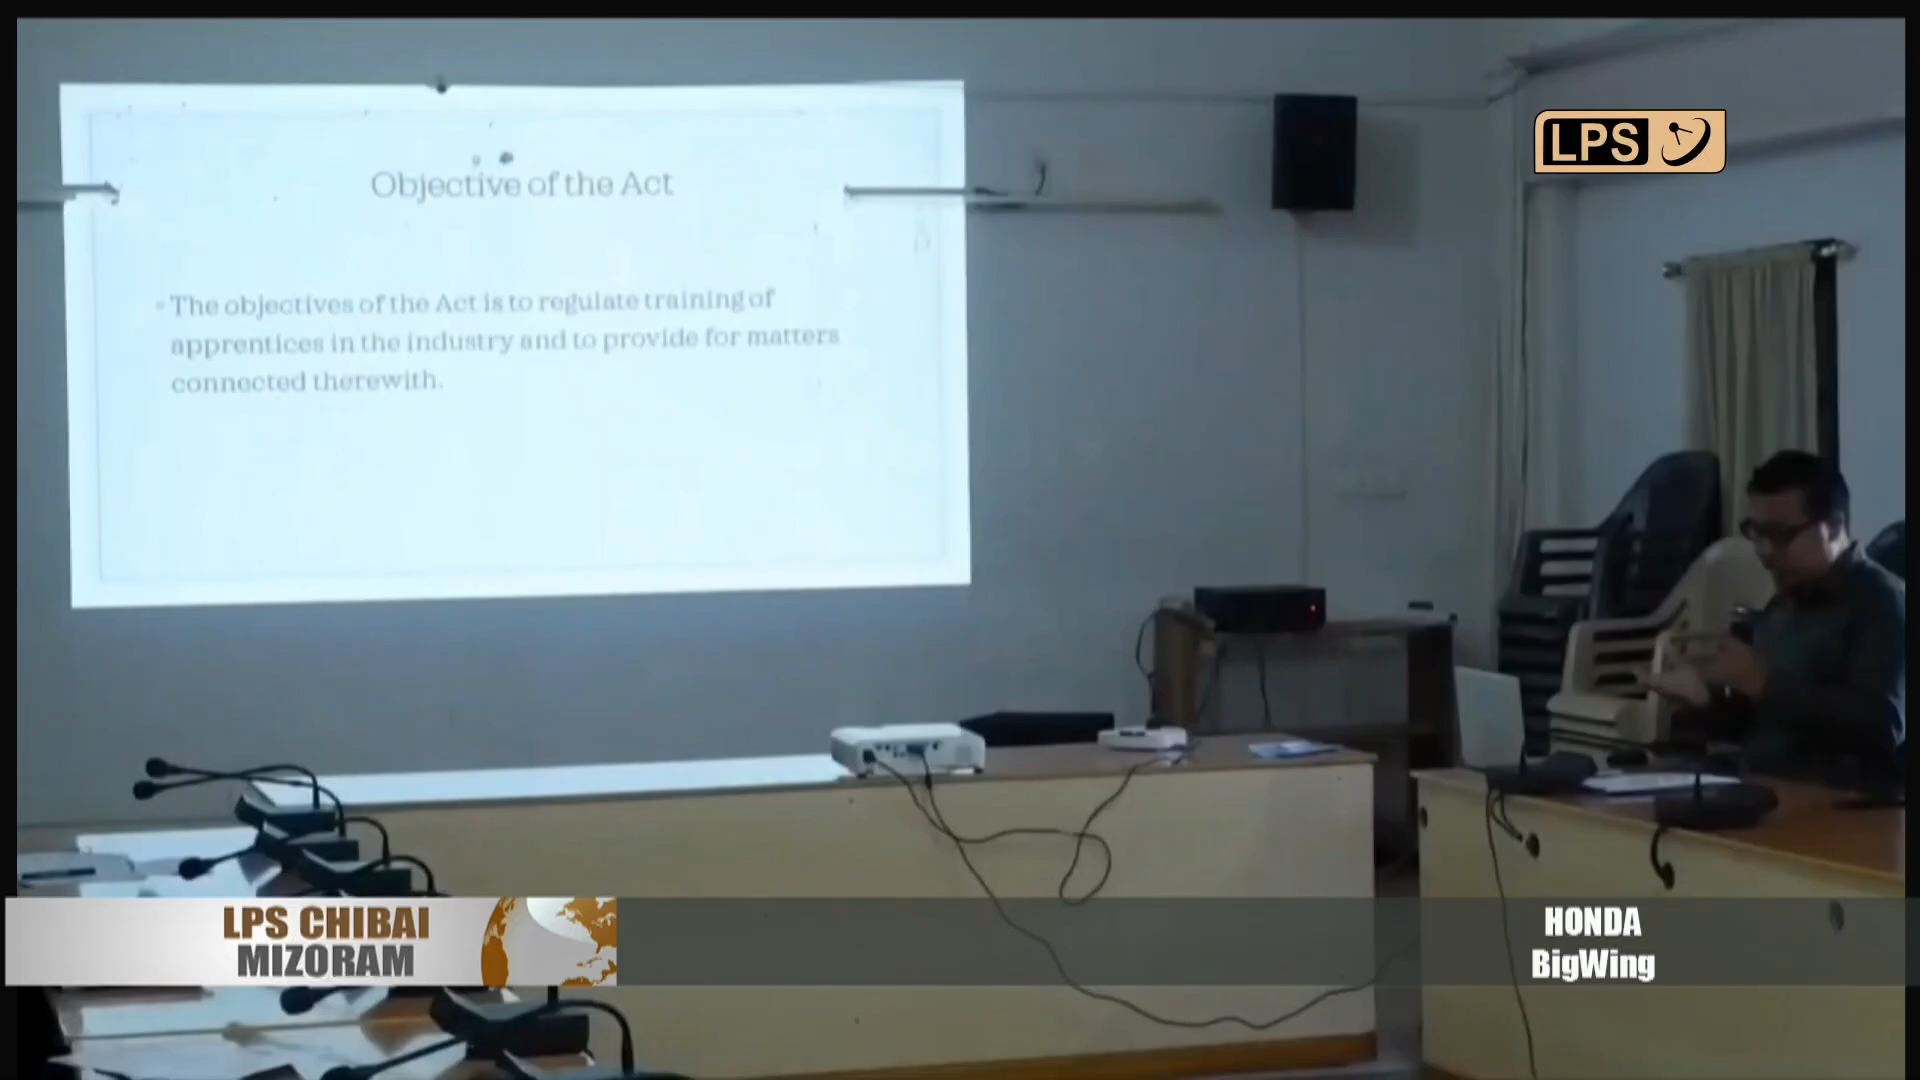 Objective of the Act
LPS
The objectives of the Act is to regulate training of
apprentices in the industry and to provide for matters
connected therewith.
LPS CHIBAI
MIZORAM
HONDA
BigWing